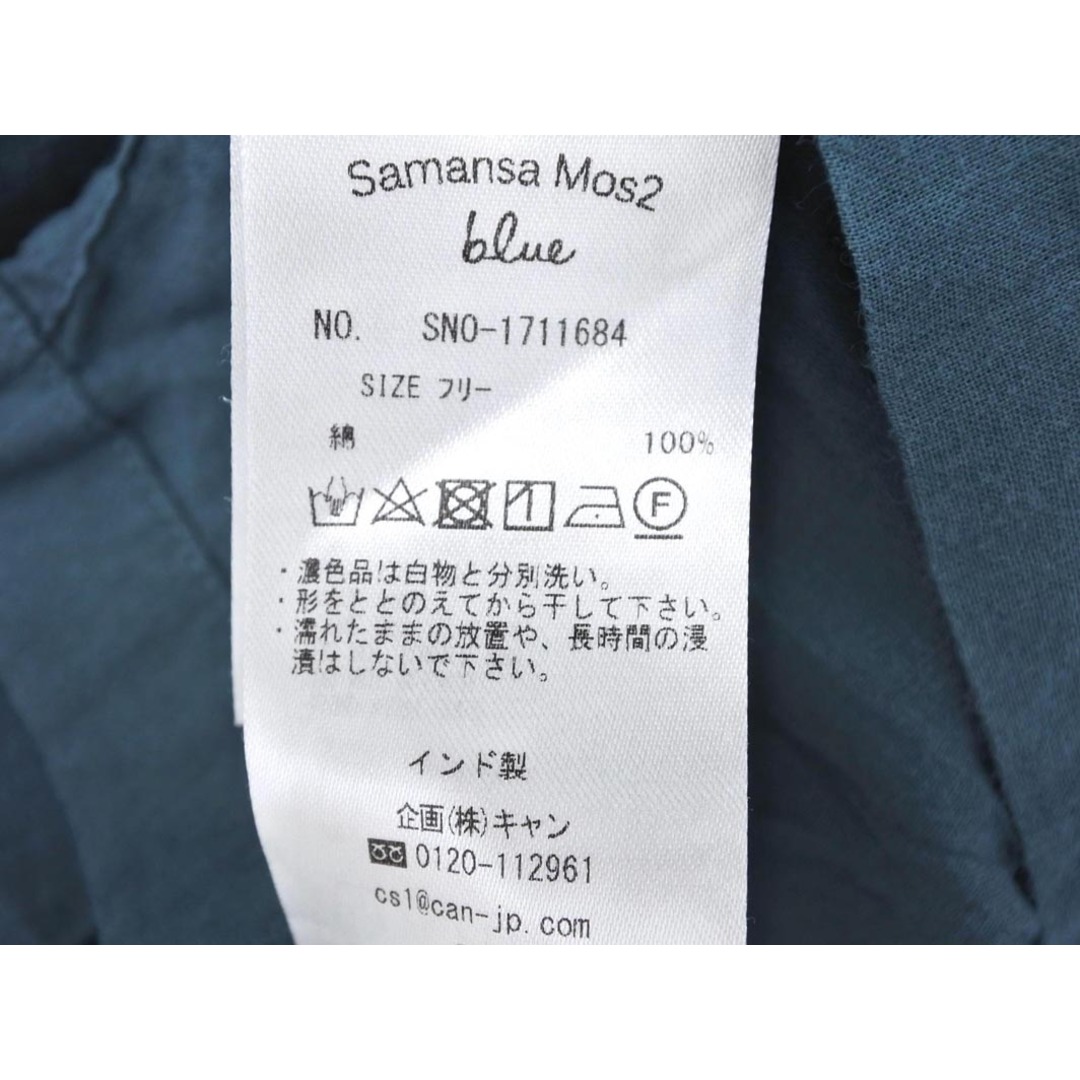 Samansa Mos2
blue
NO. SNO-1711684
SIZE フリー
綿 100%
F
・濃色品は白物と分別洗い。
・形をととのえてから干して下さい。
・濡れたままの放置や、長時間の浸
漬はしないで下さい。
インド製
企画(株)キャン
0120-112961
cs1@can-jp.com